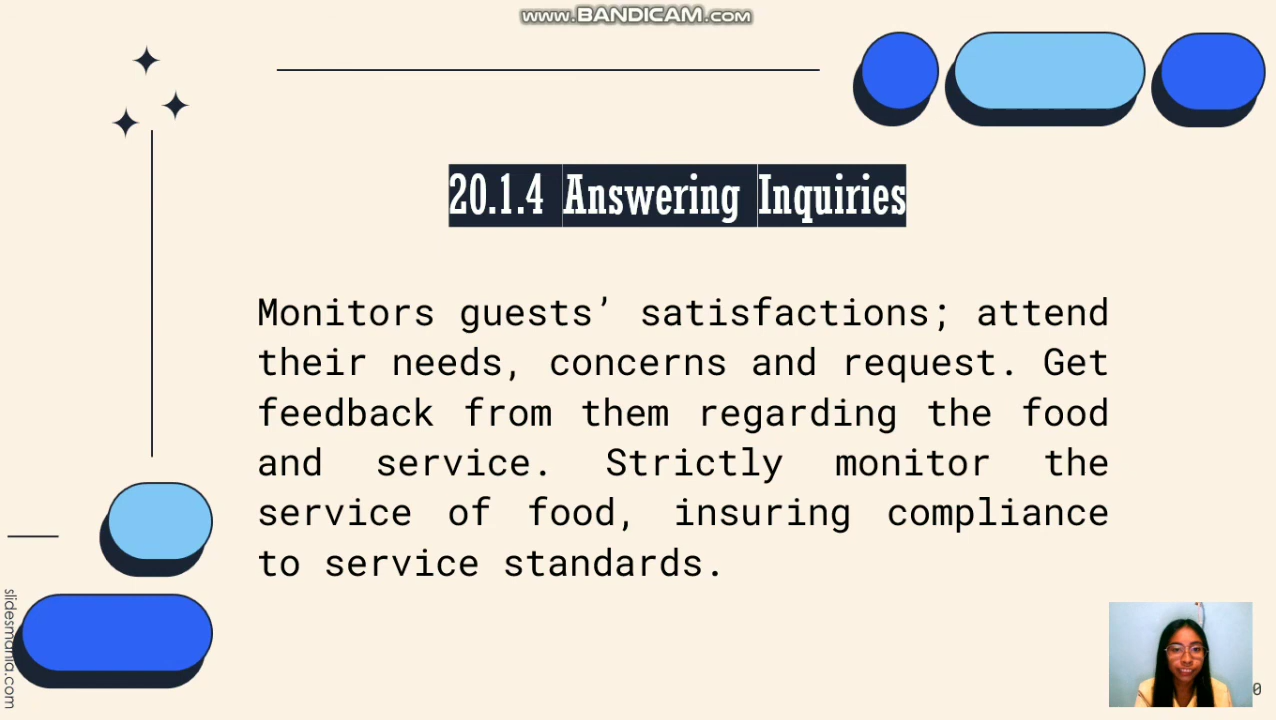 www.BANDICAM.com
20.1.4 Answering Inquiries
Monitors guests’ satisfactions; attend
their needs, concerns and request. Get
feedback from them regarding the food
and service. Strictly monitor the
service of food, insuring compliance
to service standards.
slidesmania.com
0